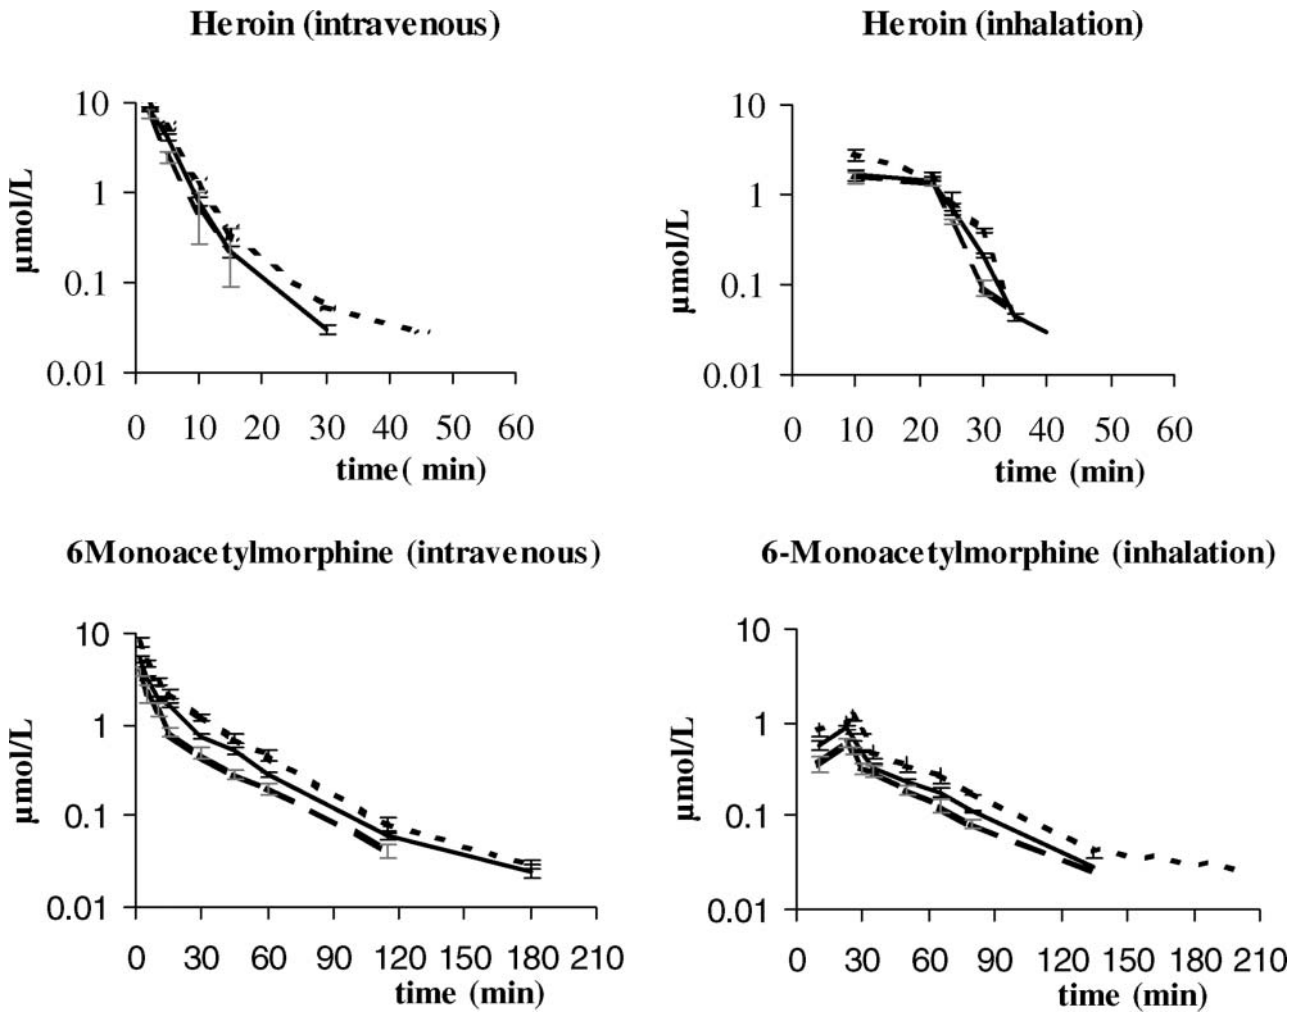 Heroin (intravenous)
10
1
0.1
0.01
µmol/L
0 10 20 30 40 50 60
time( min)
Heroin (inhalation)
10
1
0.1
0.01
µmol/L
0 10 20 30 40 50 60
time (min)
6Monoacetylmorphine (intravenous)
10
1
0.1
0.01
µmol/L
0 30 60 90 120 150 180 210
time (min)
6-Monoacetylmorphine (inhalation)
10
1
0.1
0.01
µmol/L
0 30 60 90 120 150 180 210
time (min)